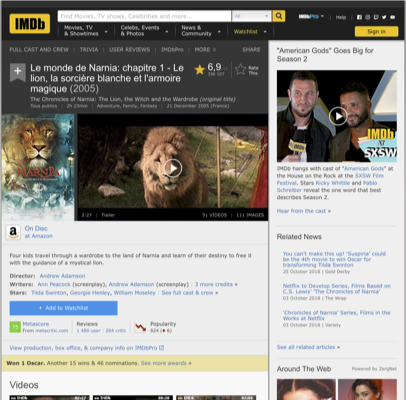 IMDb
Find Movies, TV shows, Celebrities and more...
All
IMDbPro
Help
Movies, TV & Showtimes
Celebs, Events & Photos
News & Community
Watchlist
Sign in
FULL CAST AND CREW | TRIVIA | USER REVIEWS | IMDbPro | MORE
SHARE
Le monde de Narnia: chapitre 1 - Le
lion, la sorcière blanche et l'armoire
magique (2005)
6,9
Rate
This
The Chronicles of Narnia: The Lion, the Witch and the Wardrobe (original title)
Tous publics | 2h 23min | Adventure, Family, Fantasy | 21 December 2005 (France)
NARNIA
2:27 | Trailer
51 VIDEOS | 111 IMAGES
On Disc
at Amazon
Four kids travel through a wardrobe to the land of Narnia and learn of their destiny to free it
with the guidance of a mystical lion.
Director: Andrew Adamson
Writers: Ann Peacock (screenplay), Andrew Adamson (screenplay) | 3 more credits »
Stars: Tilda Swinton, Georgie Henley, William Moseley | See full cast & crew »
+ Add to Watchlist
75
Metascore
From metacritic.com
Reviews
Popularity
View production, box office, & company info on IMDbPro
Won 1 Oscar. Another 15 wins & 46 nominations. See more awards »
Videos
"American Gods" Goes Big for
Season 2
IMDb
SXSW
IMDb hangs with cast of "American Gods" at
the House on the Rock at the SXSW Film
Festival. Stars Ricky Whittle and Pablo
Schreiber reveal the one word that best
describes Season 2.
Hear from the cast »
Related News
You can't make this up! 'Suspiria' could
be the 4th movie to win Oscar for
transforming Tilda Swinton
25 October 2018 | Gold Derby
Netflix to Develop Series, Films Based on
C.S. Lewis' 'The Chronicles of Narnia'
03 October 2018 | The Wrap
'Chronicles of Narnia' Series, Films in the
Works at Netflix
03 October 2018 | Variety
See all related articles »
Around The Web
Powered by ZergNet